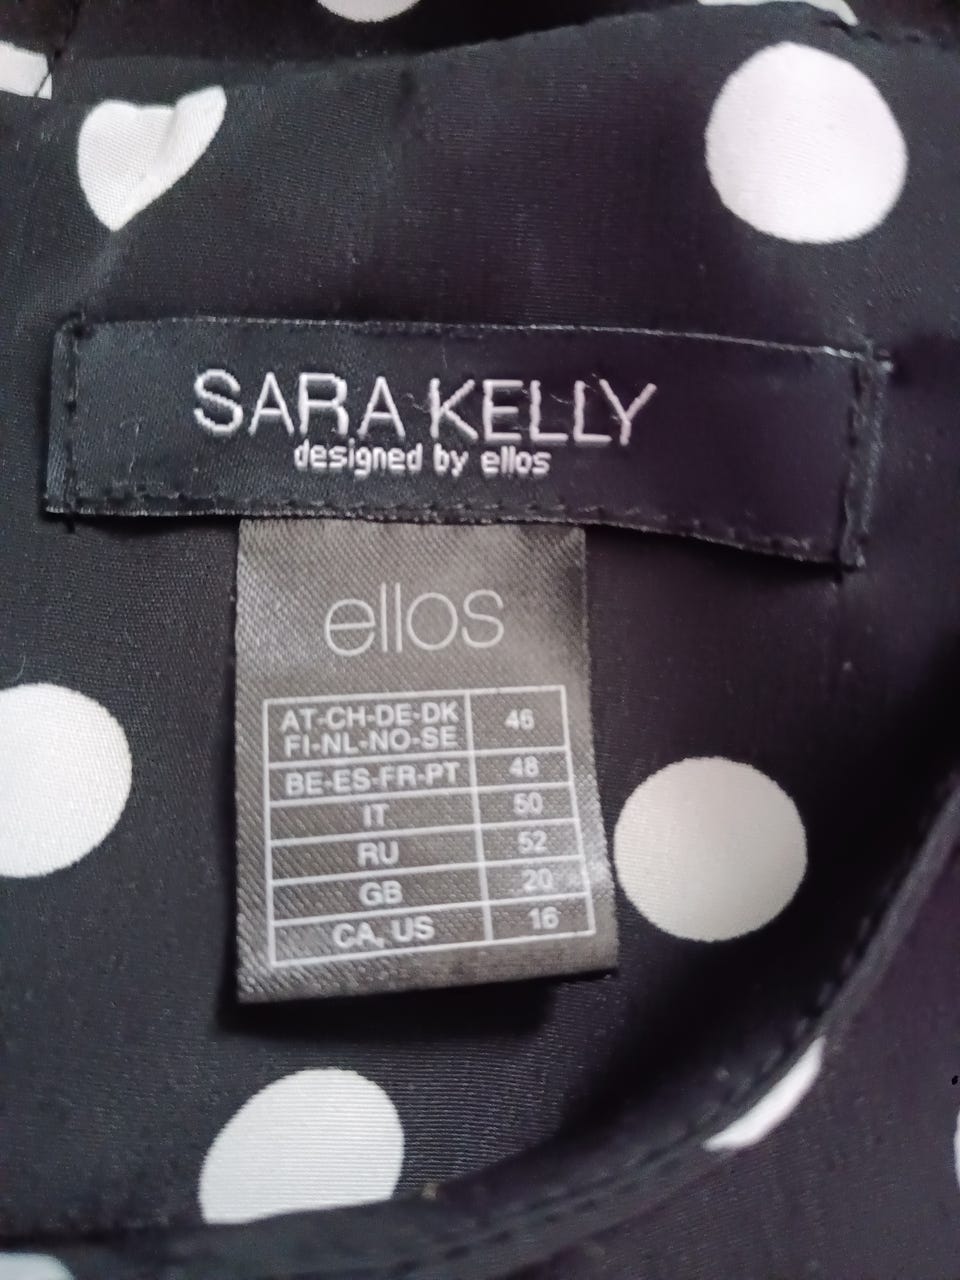 SARA KELLY
designed by ellos
ellos
AT-CH-DE-DK
FI-NL-NO-SE 46
BE-ES-FR-PT 48
IT 50
RU 52
GB 20
CA, US 16